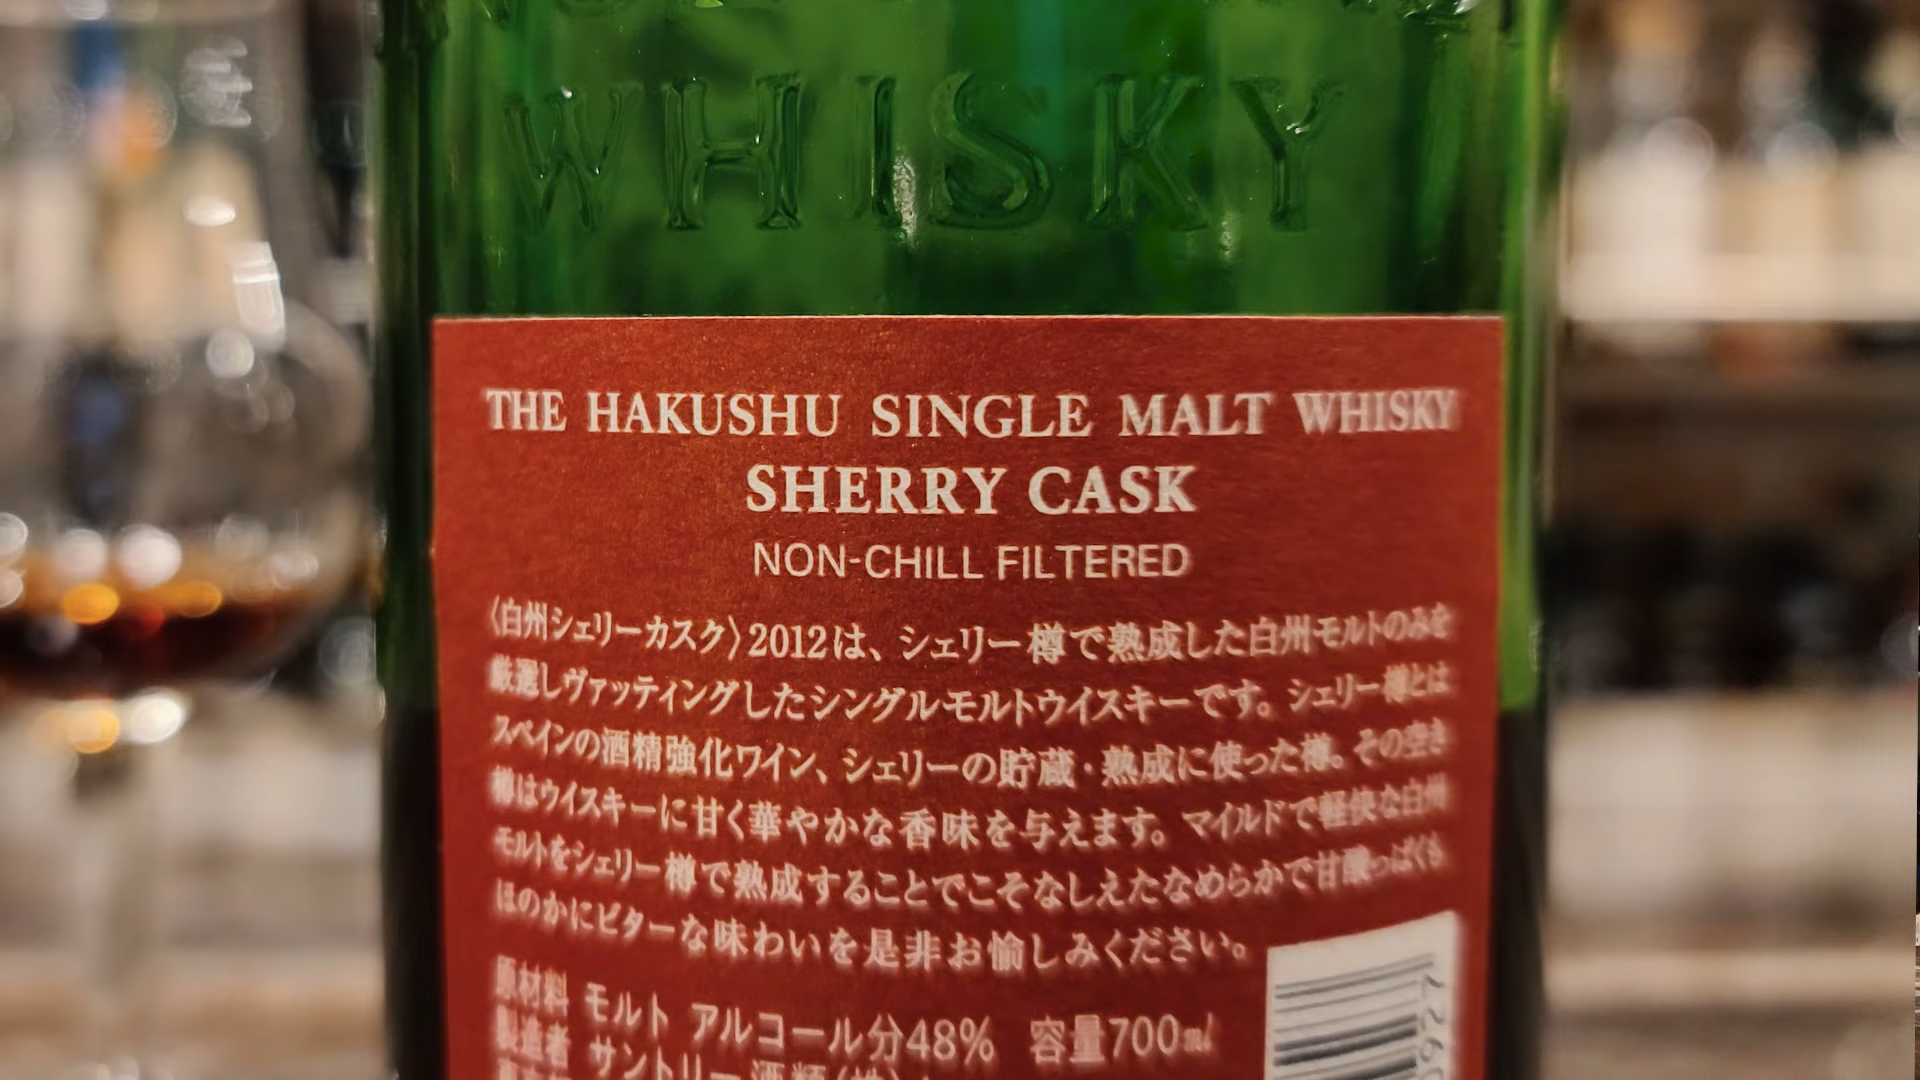 WHISKY
THE HAKUSHU SINGLE MALT WHISKY
SHERRY CASK
NON-CHILL FILTERED
〈白州シェリーカスク〉2012は、シェリー樽で熟成した白州モルトのみを
厳選しヴァッティングしたシングルモルトウイスキーです。シェリー樽とは
スペインの酒精強化ワイン、シェリーの貯蔵・熟成に使った樽。その空き
樽はウイスキーに甘く華やかな香味を与えます。マイルドで軽快な白州
モルトをシェリー樽で熟成することでこそなしえたなめらかで甘酸っぱくも
ほのかにビターな味わいを是非お愉しみください。
原材料 モルト アルコール分48% 容量700ml
製造者 サントリー酒類(株)